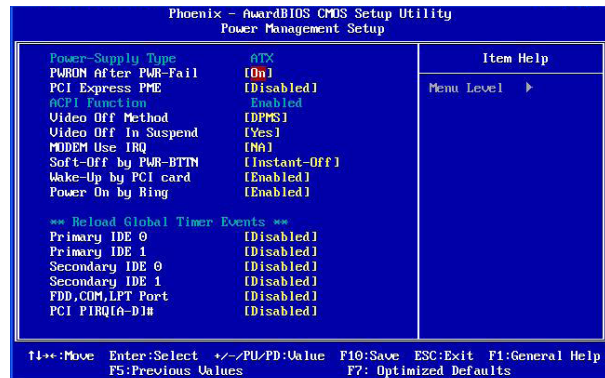 Phoenix - AwardBIOS CMOS Setup Utility
Power Management Setup
Power-Supply Type ATX
PWRON After PWR-Fail [On]
PCI Express PME [Disabled]
ACPI Function Enabled
Video Off Method [DPMS]
Video Off In Suspend [Yes]
MODEM Use IRQ [NA]
Soft-Off by PWR-BTTN [Instant-Off]
Wake-Up by PCI card [Enabled]
Power On by Ring [Enabled]
** Reload Global Timer Events **
Primary IDE 0 [Disabled]
Primary IDE 1 [Disabled]
Secondary IDE 0 [Disabled]
Secondary IDE 1 [Disabled]
FDD,COM,LPT Port [Disabled]
PCI PIRQ[A-D]# [Disabled]
Item Help
Menu Level ▶
↑↓→←:Move Enter:Select +/-/PU/PD:Value F10:Save ESC:Exit F1:General Help
F5:Previous Values F7: Optimized Defaults